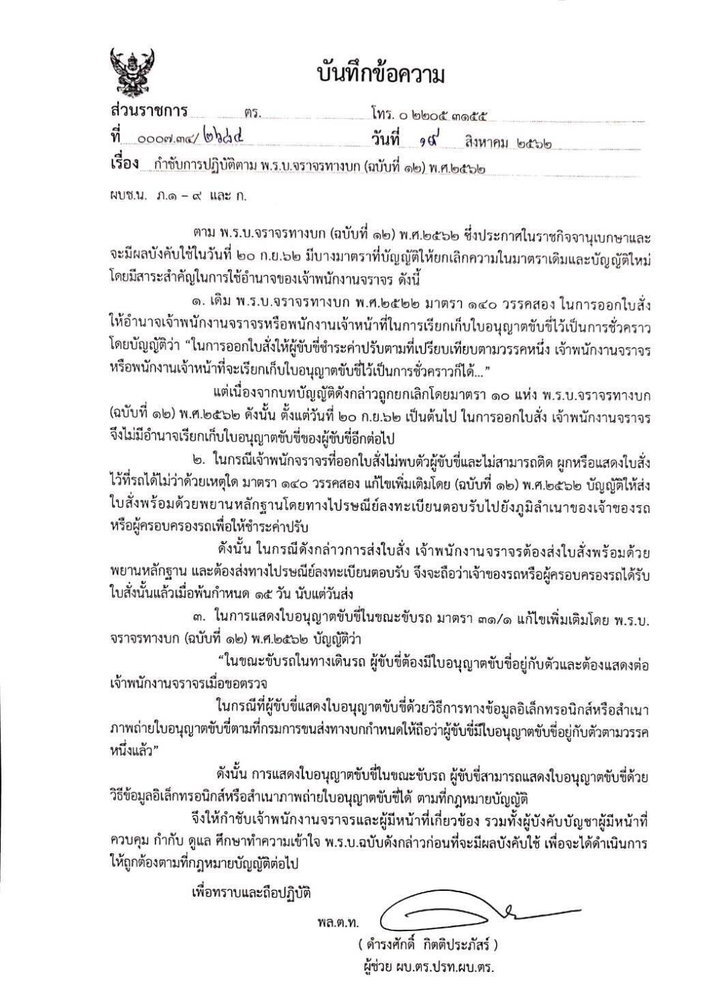 บันทึกข้อความ
ส่วนราชการ ตร. โทร. ๐ ๒๒๐๕ ๓๑๕๕
ที่ ๐๐๐๗.๓๔/๒๖๘๔ วันที่ ๑๙ สิงหาคม ๒๕๖๒
เรื่อง กำชับการปฏิบัติตาม พ.ร.บ.จราจรทางบก (ฉบับที่ ๑๒) พ.ศ.๒๕๖๒
ผบช.น. ภ.๑ – ๙ และ ก.
ตาม พ.ร.บ.จราจรทางบก (ฉบับที่ ๑๒) พ.ศ.๒๕๖๒ ซึ่งประกาศในราชกิจจานุเบกษาและ
จะมีผลบังคับใช้ในวันที่ ๒๐ ก.ย.๖๒ มีบางมาตราที่บัญญัติให้ยกเลิกความในมาตราเดิมและบัญญัติใหม่
โดยมีสาระสำคัญในการใช้อำนาจของเจ้าพนักงานจราจร ดังนี้
๑. เดิม พ.ร.บ.จราจรทางบก พ.ศ.๒๕๒๒ มาตรา ๑๔๐ วรรคสอง ในการออกใบสั่ง
ให้อำนาจเจ้าพนักงานจราจรหรือพนักงานเจ้าหน้าที่ในการเรียกเก็บใบอนุญาตขับขี่ไว้เป็นการชั่วคราว
โดยบัญญัติว่า “ในการออกใบสั่งให้ผู้ขับขี่ชำระค่าปรับตามที่เปรียบเทียบตามวรรคหนึ่ง เจ้าพนักงานจราจร
หรือพนักงานเจ้าหน้าที่จะเรียกเก็บใบอนุญาตขับขี่ไว้เป็นการชั่วคราวก็ได้...”
แต่เนื่องจากบทบัญญัติดังกล่าวถูกยกเลิกโดยมาตรา ๑๐ แห่ง พ.ร.บ.จราจรทางบก
(ฉบับที่ ๑๒) พ.ศ.๒๕๖๒ ดังนั้น ตั้งแต่วันที่ ๒๐ ก.ย.๖๒ เป็นต้นไป ในการออกใบสั่ง เจ้าพนักงานจราจร
จึงไม่มีอำนาจเรียกเก็บใบอนุญาตขับขี่ของผู้ขับขี่อีกต่อไป
๒. ในกรณีเจ้าพนักจราจรที่ออกใบสั่งไม่พบตัวผู้ขับขี่และไม่สามารถติด ผูกหรือแสดงใบสั่ง
ไว้ที่รถได้ไม่ว่าด้วยเหตุใด มาตรา ๑๔๐ วรรคสอง แก้ไขเพิ่มเติมโดย (ฉบับที่ ๑๒) พ.ศ.๒๕๖๒ บัญญัติให้ส่ง
ใบสั่งพร้อมด้วยพยานหลักฐานโดยทางไปรษณีย์ลงทะเบียนตอบรับไปยังภูมิลำเนาของเจ้าของรถ
หรือผู้ครอบครองรถเพื่อให้ชำระค่าปรับ
ดังนั้น ในกรณีดังกล่าวการส่งใบสั่ง เจ้าพนักงานจราจรต้องส่งใบสั่งพร้อมด้วย
พยานหลักฐาน และต้องส่งทางไปรษณีย์ลงทะเบียนตอบรับ จึงจะถือว่าเจ้าของรถหรือผู้ครอบครองรถได้รับ
ใบสั่งนั้นแล้วเมื่อพ้นกำหนด ๑๕ วัน นับแต่วันส่ง
๓. ในการแสดงใบอนุญาตขับขี่ในขณะขับรถ มาตรา ๓๑/๑ แก้ไขเพิ่มเติมโดย พ.ร.บ.
จราจรทางบก (ฉบับที่ ๑๒) พ.ศ.๒๕๖๒ บัญญัติว่า
“ในขณะขับรถในทางเดินรถ ผู้ขับขี่ต้องมีใบอนุญาตขับขี่อยู่กับตัวและต้องแสดงต่อ
เจ้าพนักงานจราจรเมื่อขอตรวจ
ในกรณีที่ผู้ขับขี่แสดงใบอนุญาตขับขี่ด้วยวิธีการทางข้อมูลอิเล็กทรอนิกส์หรือสำเนา
ภาพถ่ายใบอนุญาตขับขี่ตามที่กรมการขนส่งทางบกกำหนดให้ถือว่าผู้ขับขี่มีใบอนุญาตขับขี่อยู่กับตัวตามวรรค
หนึ่งแล้ว”
ดังนั้น การแสดงใบอนุญาตขับขี่ในขณะขับรถ ผู้ขับขี่สามารถแสดงใบอนุญาตขับขี่ด้วย
วิธีข้อมูลอิเล็กทรอนิกส์หรือสำเนาภาพถ่ายใบอนุญาตขับขี่ได้ ตามที่กฎหมายบัญญัติ
จึงให้กำชับเจ้าพนักงานจราจรและผู้มีหน้าที่เกี่ยวข้อง รวมทั้งผู้บังคับบัญชาผู้มีหน้าที่
ควบคุม กำกับ ดูแล ศึกษาทำความเข้าใจ พ.ร.บ.ฉบับดังกล่าวก่อนที่จะมีผลบังคับใช้ เพื่อจะได้ดำเนินการ
ให้ถูกต้องตามที่กฎหมายบัญญัติต่อไป
เพื่อทราบและถือปฏิบัติ
พล.ต.ท.
( ดำรงศักดิ์ กิตติประภัสร์ )
ผู้ช่วย ผบ.ตร.ปรท.ผบ.ตร.